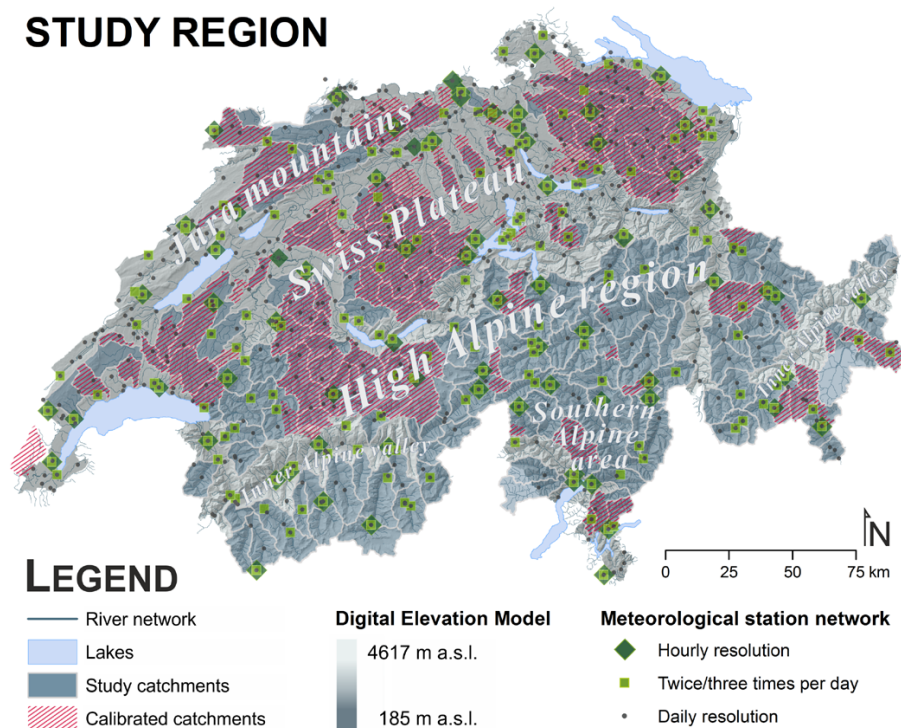 STUDY REGION
Jura mountains
Swiss Plateau
High Alpine region
Inner Alpine valley
Southern
Alpine
area
Inner Alpine valley
N
0 25 50 75 km
LEGEND
River network
Lakes
Study catchments
Calibrated catchments
Digital Elevation Model
4617 m a.s.l.
185 m a.s.l.
Meteorological station network
Hourly resolution
Twice/three times per day
Daily resolution